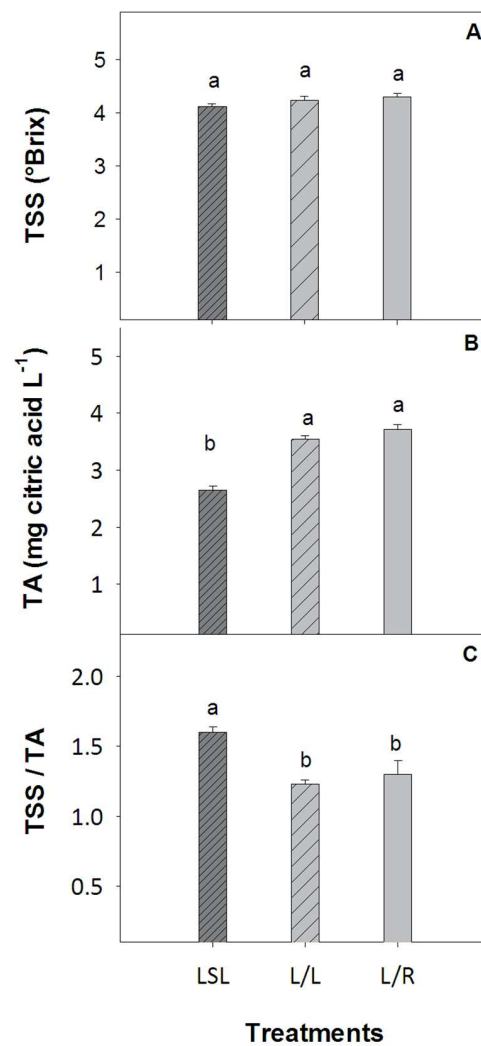 A
TSS (°Brix)
5
4
3
2
1
a
a
a
B
TA (mg citric acid L⁻¹)
5
4
3
2
1
b
a
a
C
TSS / TA
2.0
1.5
1.0
0.5
a
b
b
LSL L/L L/R
Treatments